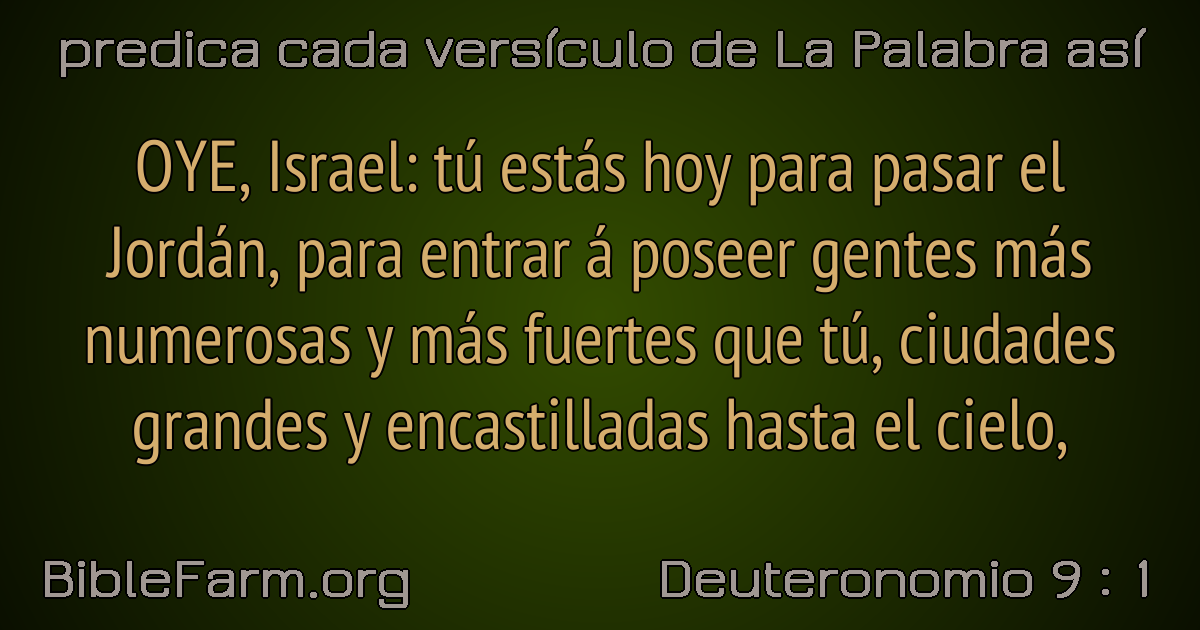 predica cada versículo de La Palabra así
OYE, Israel: tú estás hoy para pasar el
Jordán, para entrar á poseer gentes más
numerosas y más fuertes que tú, ciudades
grandes y encastilladas hasta el cielo,
BibleFarm.org
Deuteronomio 9 : 1